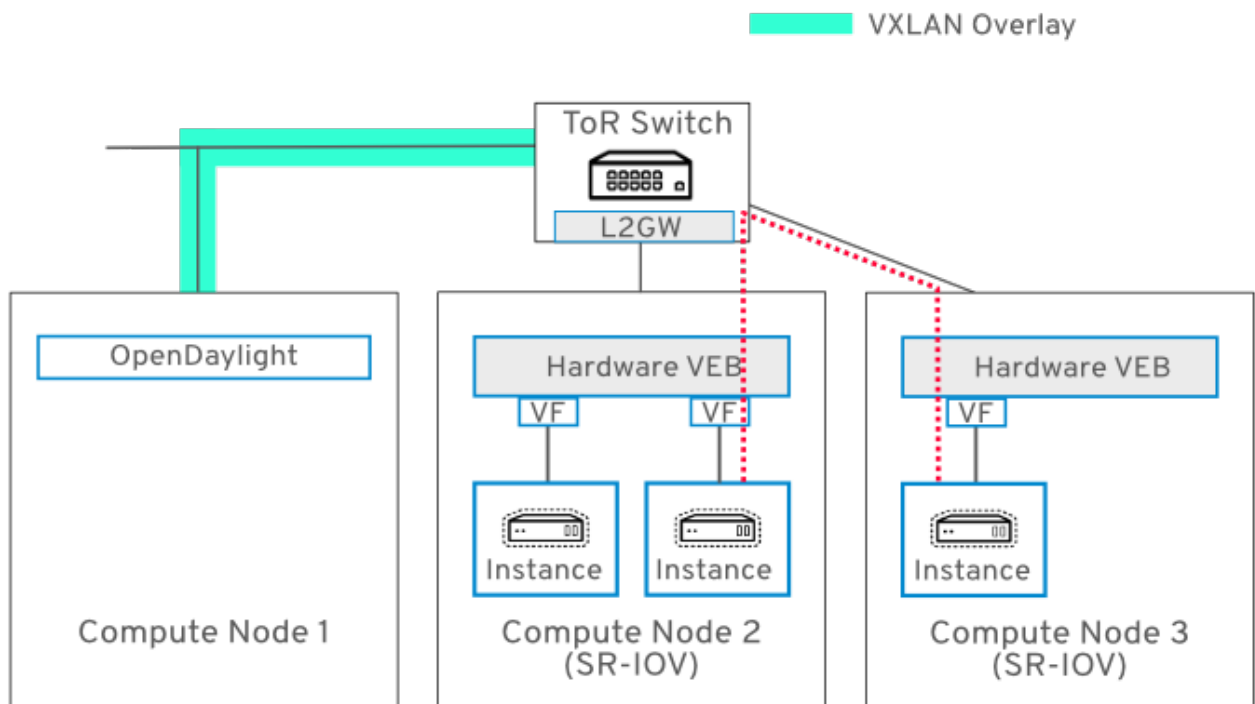 VXLAN Overlay
ToR Switch
L2GW
OpenDaylight
Compute Node 1
Hardware VEB
VF
VF
Instance
Instance
Compute Node 2
(SR-IOV)
Hardware VEB
VF
Instance
Compute Node 3
(SR-IOV)